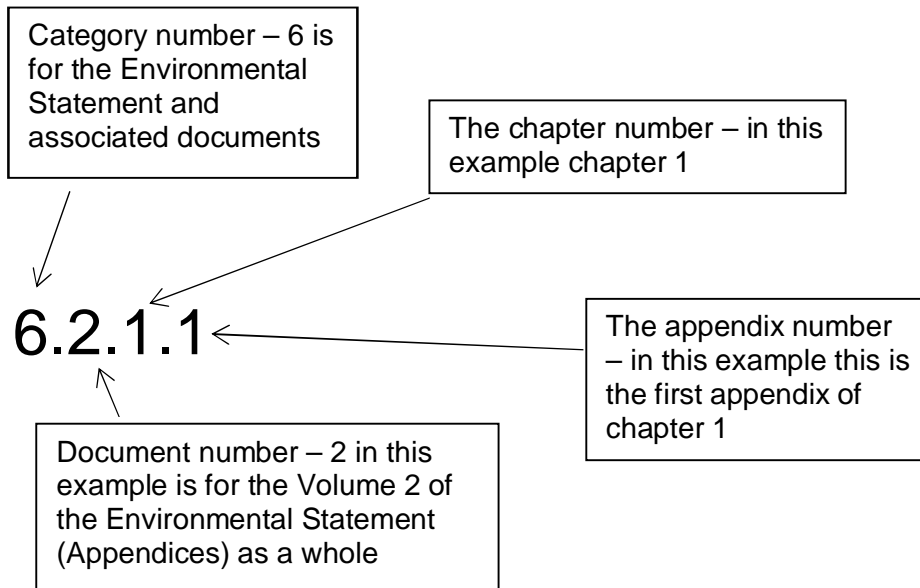 Category number – 6 is
for the Environmental
Statement and
associated documents
The chapter number – in this
example chapter 1
6.2.1.1
The appendix number
– in this example this is
the first appendix of
chapter 1
Document number – 2 in this
example is for the Volume 2 of
the Environmental Statement
(Appendices) as a whole